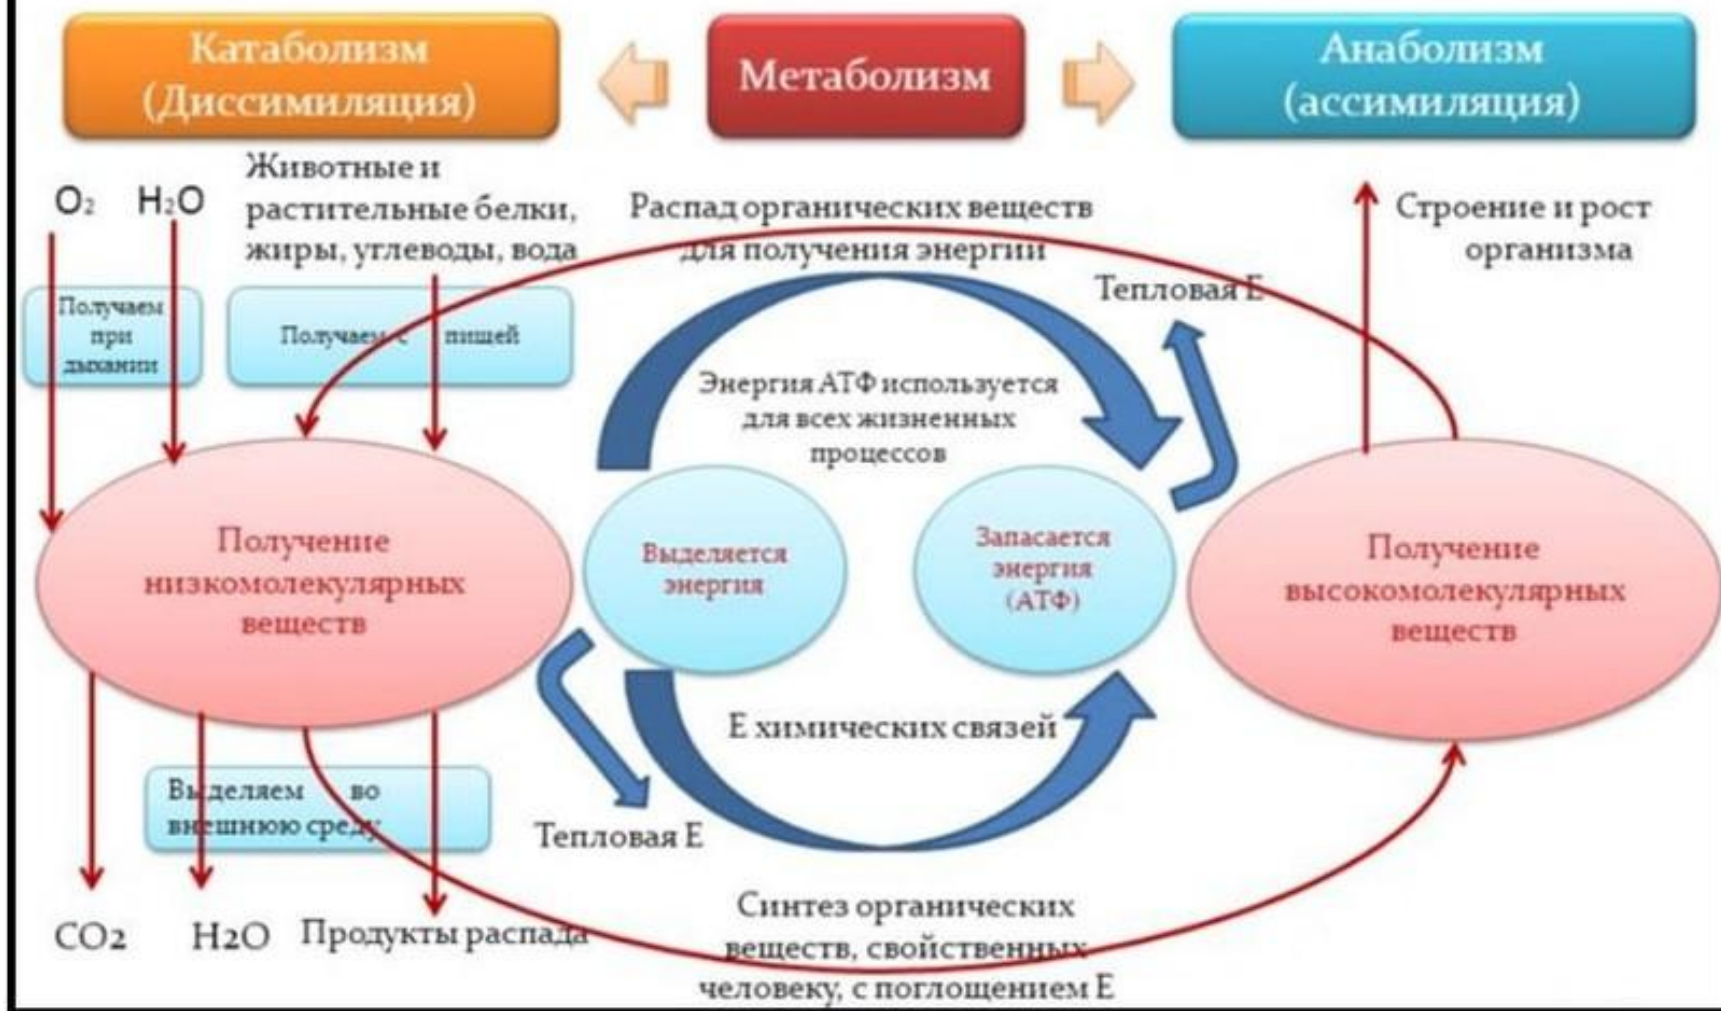 Катаболизм
(Диссимиляция)
Метаболизм
Анаболизм
(ассимиляция)
O₂
H₂O
Животные и
растительные белки,
жиры, углеводы, вода
Распад органических веществ
для получения энергии
Строение и рост
организма
Тепловая Е
Получаем
при
дыхании
Получаем с пищей
Энергия АТФ используется
для всех жизненных
процессов
Получение
низкомолекулярных
веществ
Выделяется
энергия
Запасается
энергия
(АТФ)
Получение
высокомолекулярных
веществ
Е химических связей
Выделяем во
внешнюю среду
Тепловая Е
CO2
H2O
Продукты распада
Синтез органических
веществ, свойственных
человеку, с поглощением Е